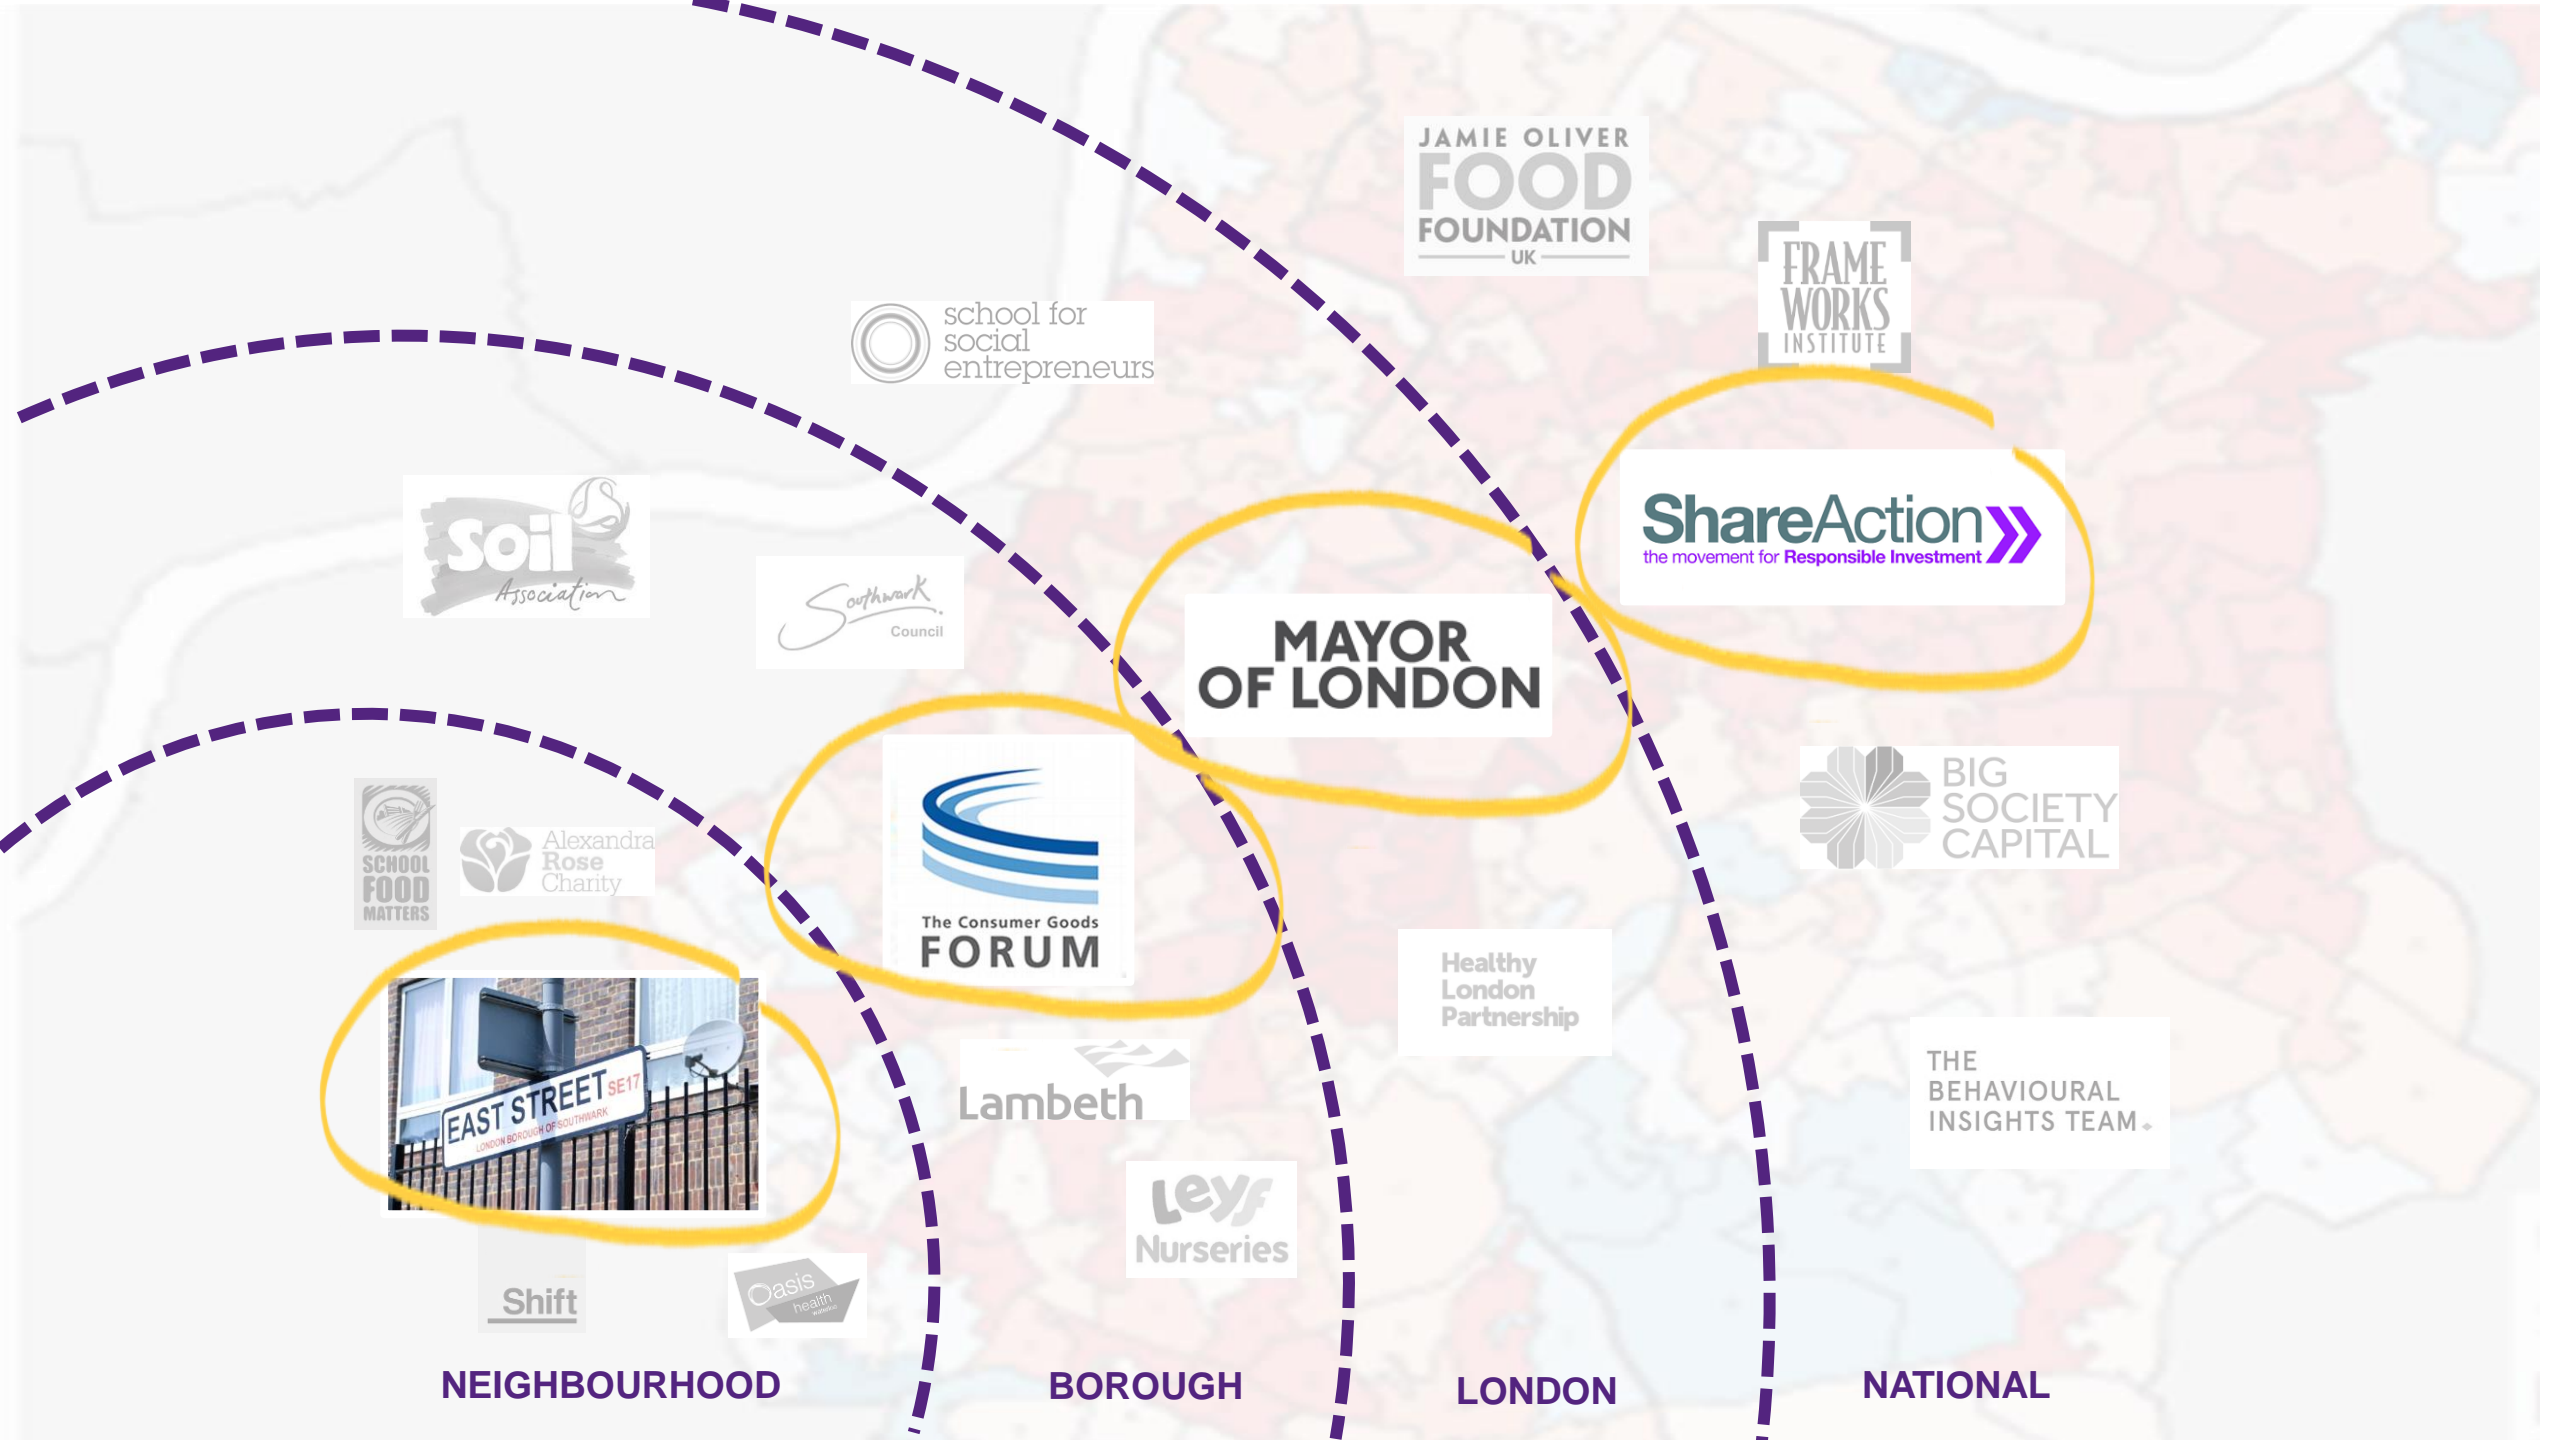 JAMIE OLIVER
FOOD
FOUNDATION
UK
FRAME
WORKS
INSTITUTE
school for
social
entrepreneurs
ShareAction
the movement for Responsible Investment
soil
Association
Southwark
Council
MAYOR
OF LONDON
BIG
SOCIETY
CAPITAL
The Consumer Goods
FORUM
SCHOOL
FOOD
MATTERS
Alexandra
Rose
Charity
Healthy
London
Partnership
EAST STREET SE17
LONDON BOROUGH OF SOUTHWARK
Lambeth
THE
BEHAVIOURAL
INSIGHTS TEAM
Leyf
Nurseries
Shift
Oasis
health
waterloo
NEIGHBOURHOOD
BOROUGH
LONDON
NATIONAL